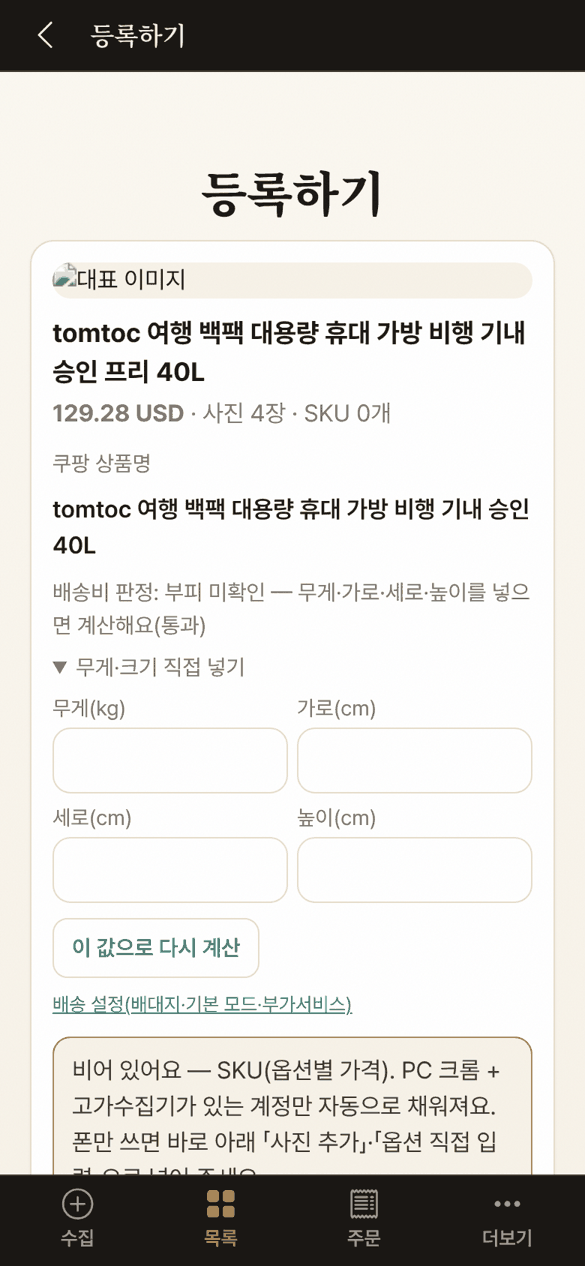 등록하기
등록하기
대표 이미지
tomtoc 여행 백팩 대용량 휴대 가방 비행 기내
승인 프리 40L
129.28 USD · 사진 4장 · SKU 0개
쿠팡 상품명
tomtoc 여행 백팩 대용량 휴대 가방 비행 기내 승인
40L
배송비 판정: 부피 미확인 — 무게·가로·세로·높이를 넣으
면 계산해요(통과)
▼ 무게·크기 직접 넣기
무게(kg) 가로(cm)
세로(cm) 높이(cm)
이 값으로 다시 계산
배송 설정(배대지·기본 모드·부가서비스)
비어 있어요 — SKU(옵션별 가격). PC 크롬 +
고가수집기가 있는 계정만 자동으로 채워져요.
폰만 쓰면 바로 아래 「사진 추가」·「옵션 직접 입
수집 목록 주문 더보기